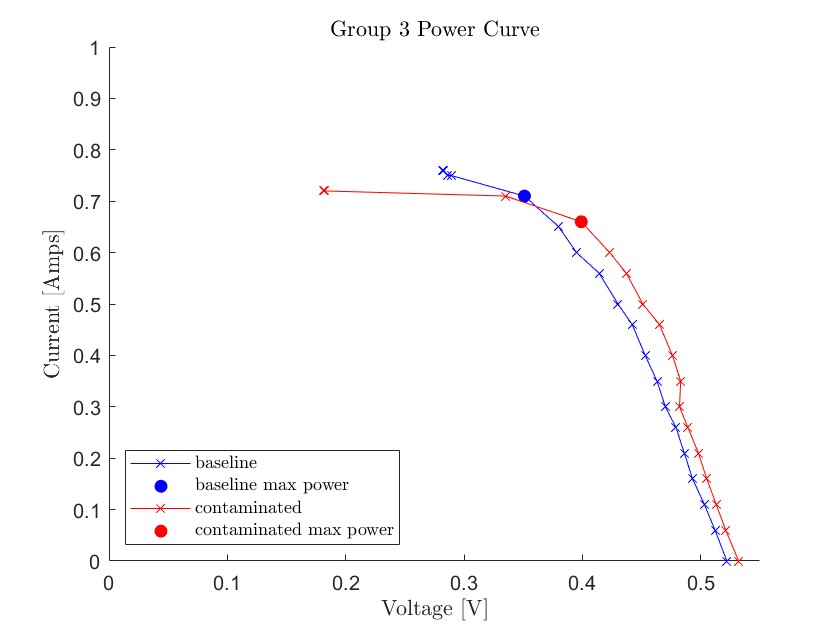 Group 3 Power Curve
1
0.9
0.8
0.7
0.6
0.5
0.4
0.3
0.2
0.1
0
Current [Amps]
baseline
baseline max power
contaminated
contaminated max power
0 0.1 0.2 0.3 0.4 0.5
Voltage [V]